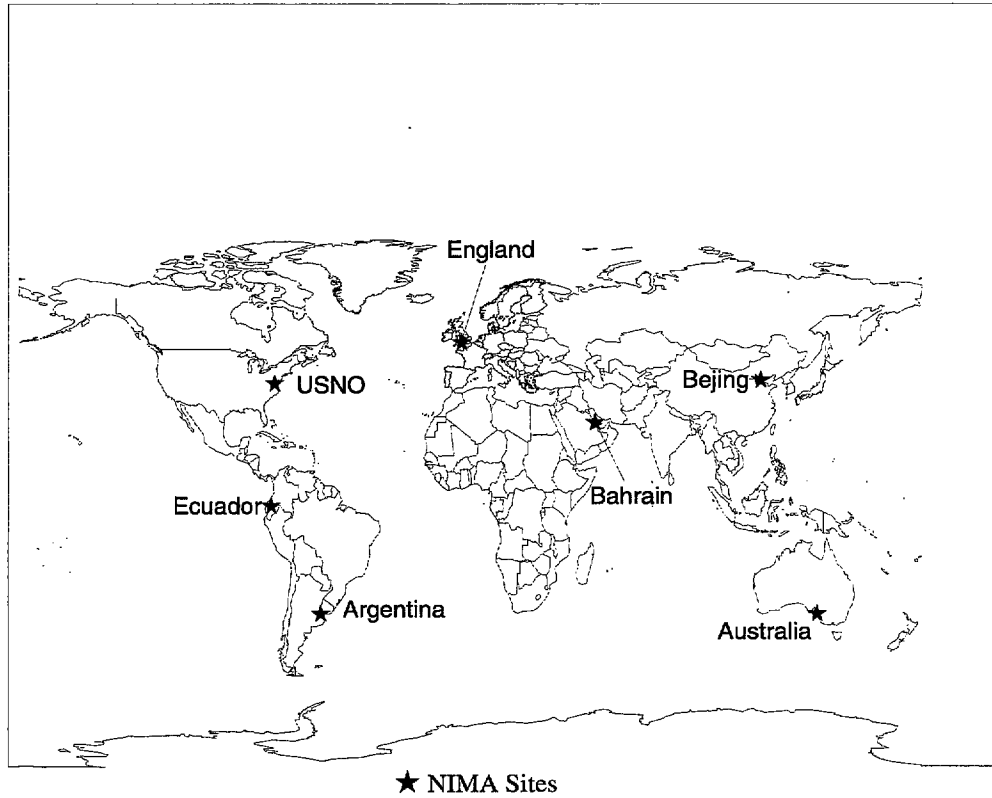 England
USNO
Bejing
Bahrain
Ecuador
Argentina
Australia
★ NIMA Sites